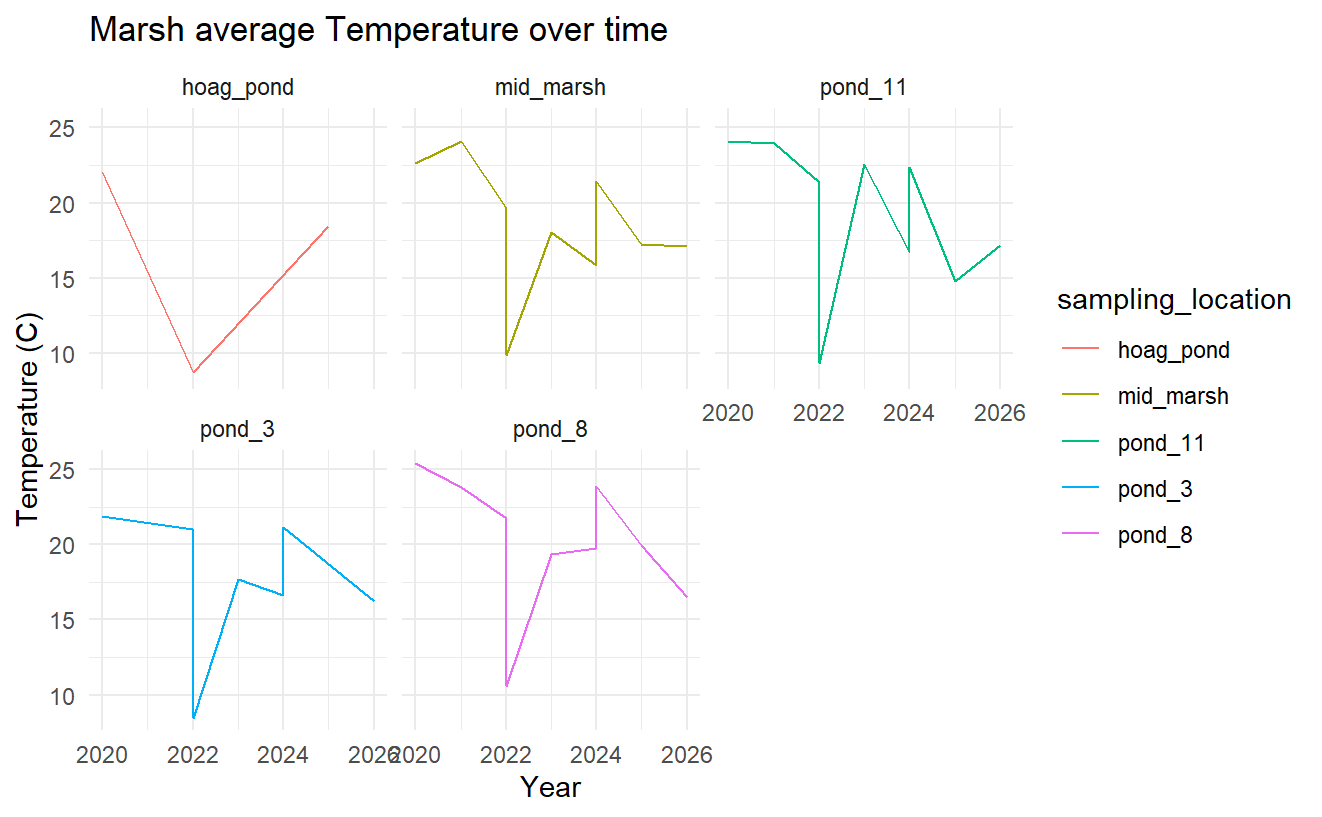 Marsh average Temperature over time
hoag_pond mid_marsh pond_11
25
20
15
10
2020 2022 2024 2026
pond_3 pond_8
25
20
15
10
2020 2022 2024 2026 2020 2022 2024 2026
Temperature (C)
Year
sampling_location
hoag_pond
mid_marsh
pond_11
pond_3
pond_8